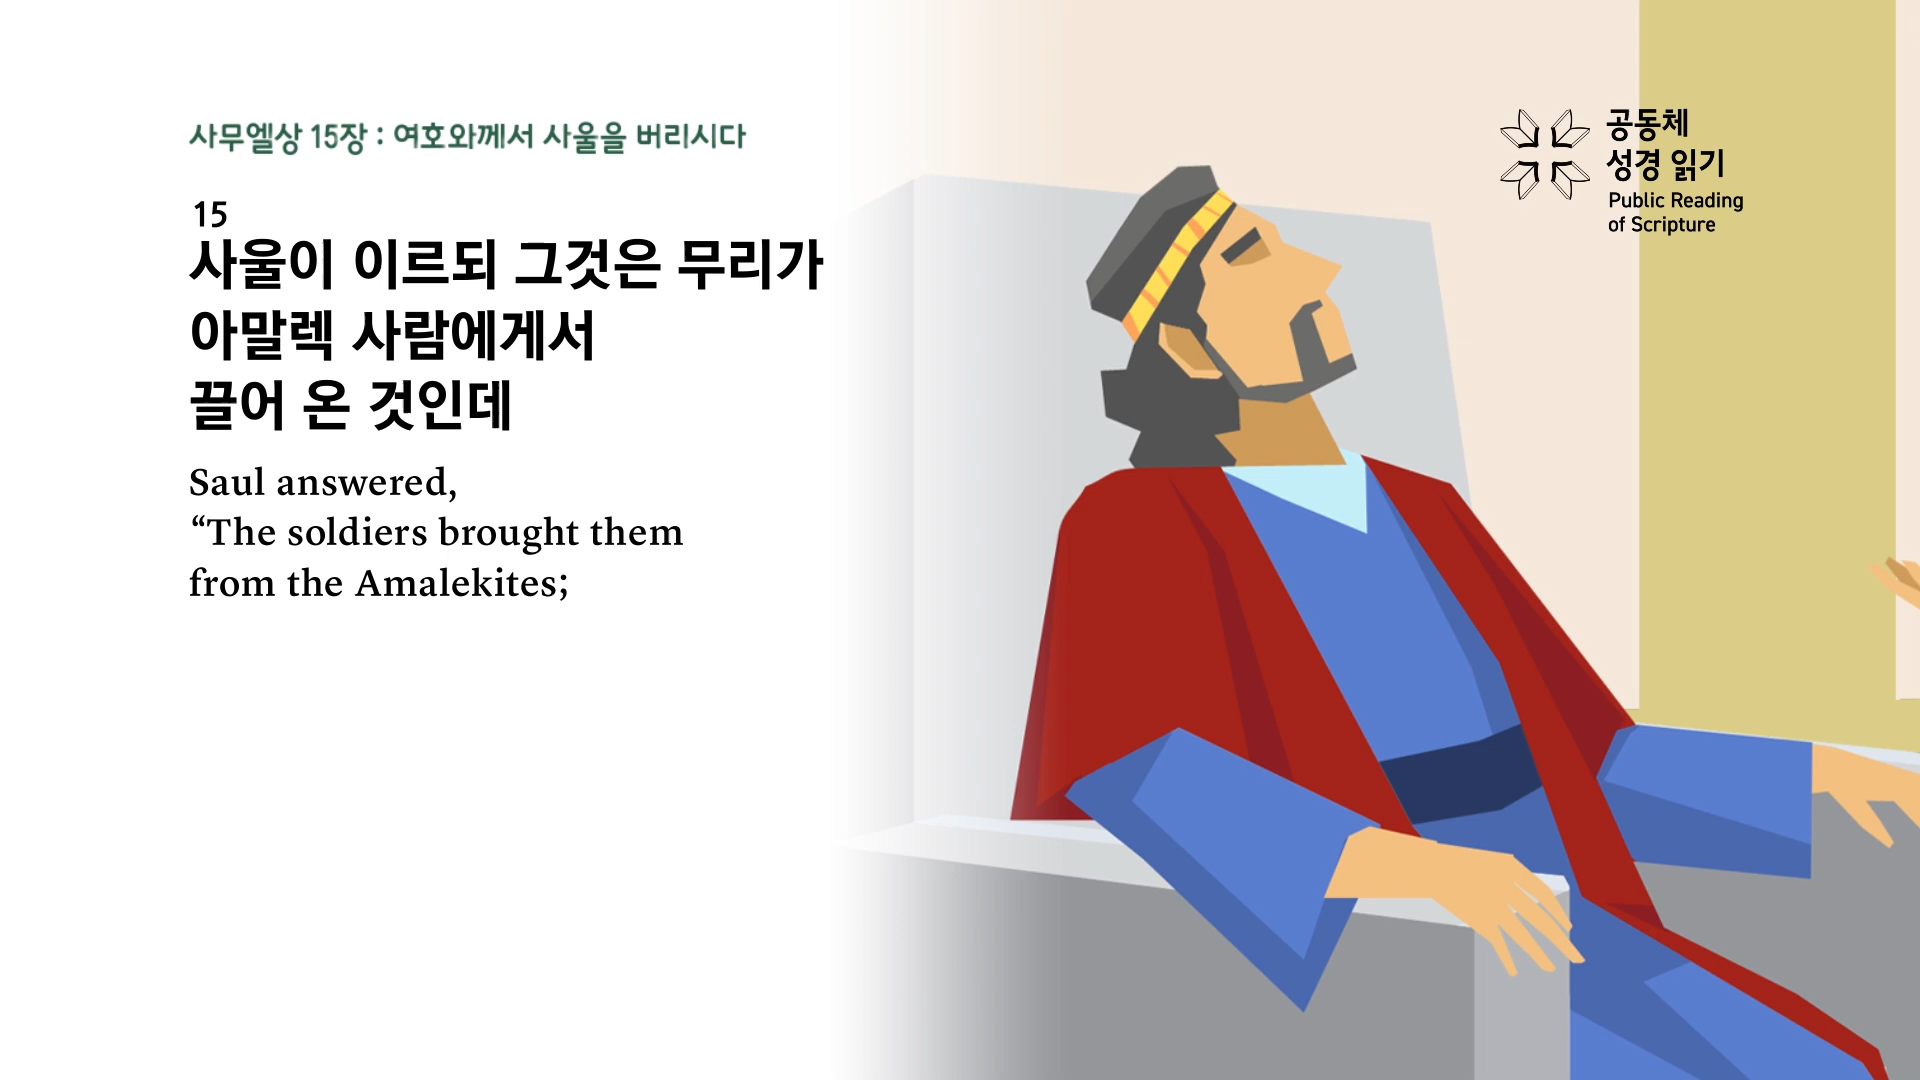 사무엘상 15장 : 여호와께서 사울을 버리시다
15
사울이 이르되 그것은 무리가
아말렉 사람에게서
끌어 온 것인데
Saul answered,
“The soldiers brought them
from the Amalekites;
공동체
성경 읽기
Public Reading
of Scripture